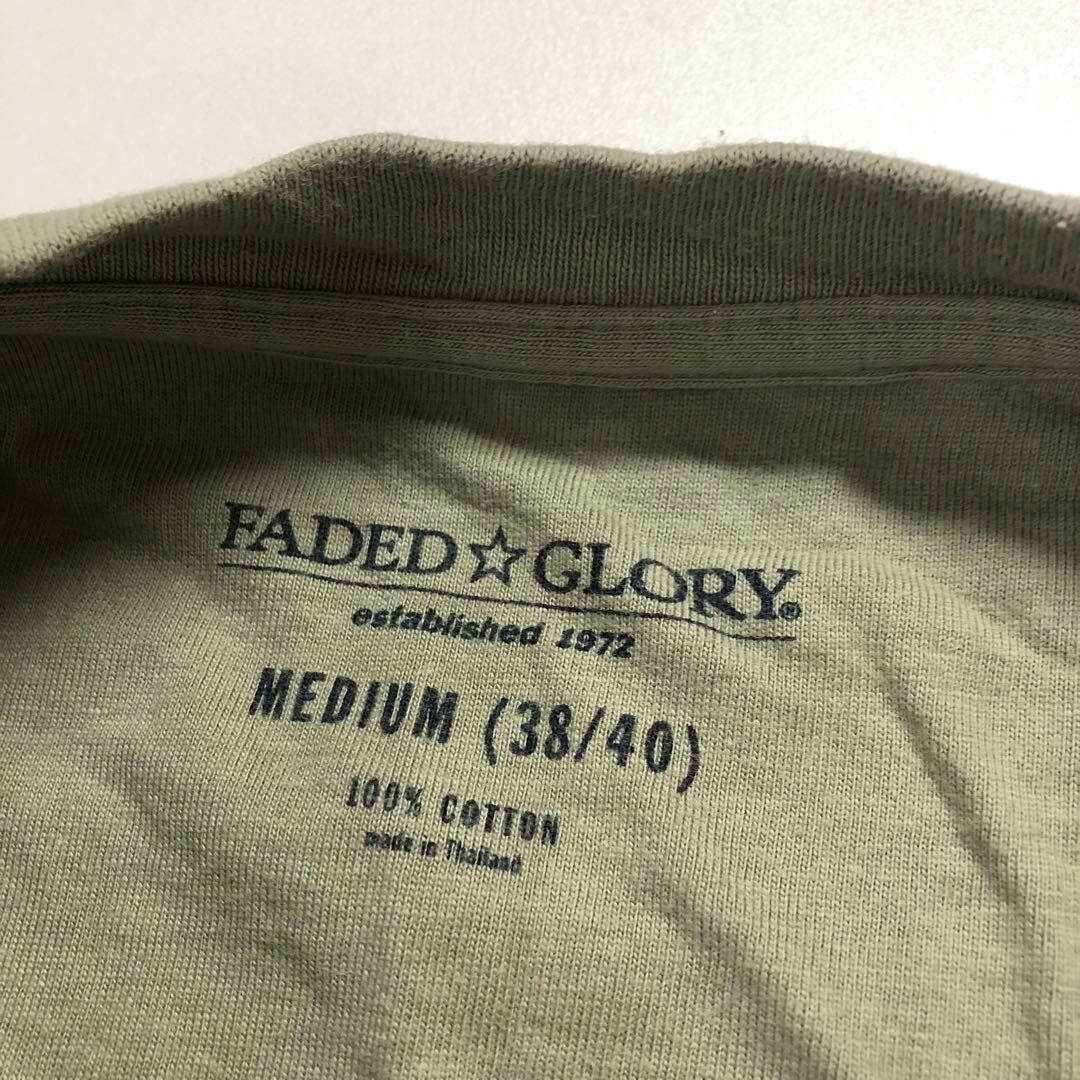 FADED☆GLORY®
established 1972
MEDIUM (38/40)
100% COTTON
made in Thailand